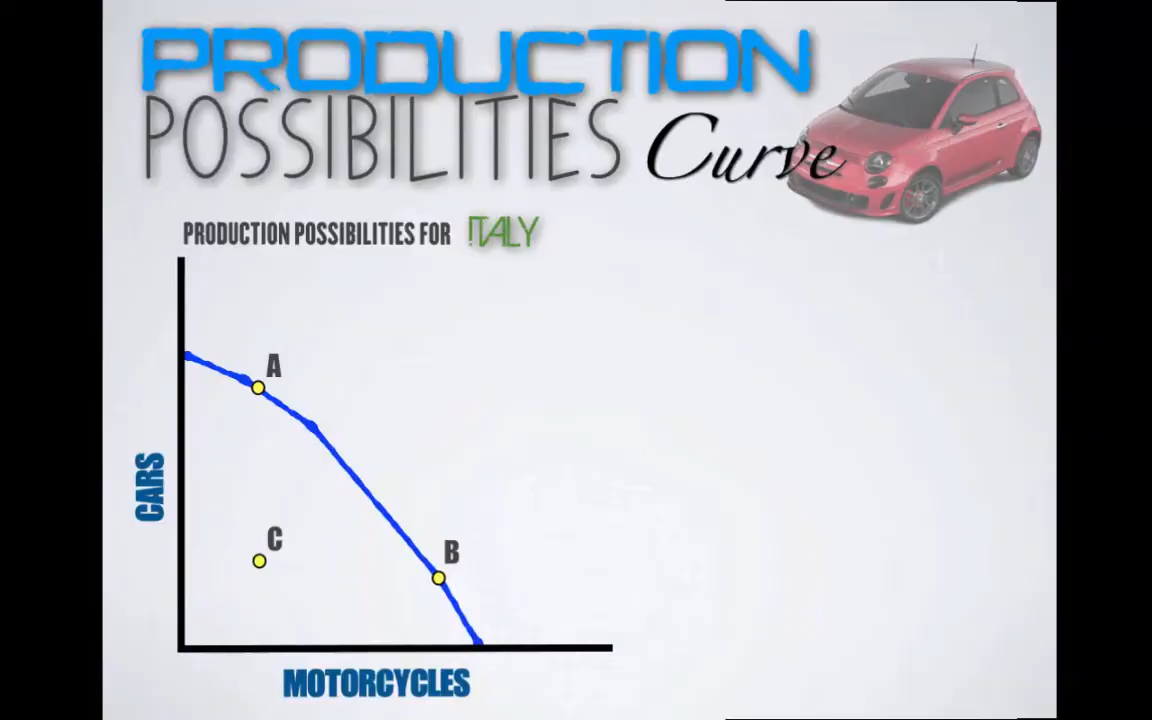 PRODUCTION
POSSIBILITIES Curve
PRODUCTION POSSIBILITIES FOR ITALY
A
CARS
C
B
MOTORCYCLES